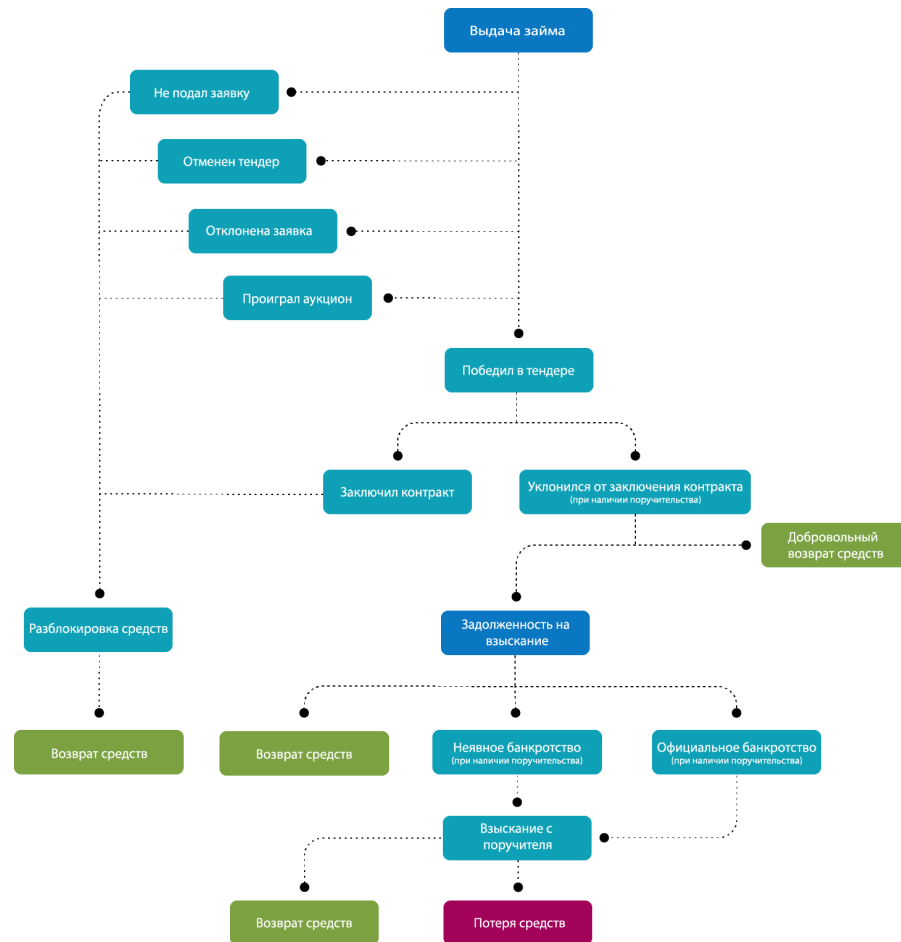 Выдача займа
Не подал заявку
Отменен тендер
Отклонена заявка
Проиграл аукцион
Победил в тендере
Заключил контракт
Уклонился от заключения контракта
(при наличии поручительства)
Добровольный
возврат средств
Разблокировка средств
Задолженность на
взыскание
Возврат средств
Возврат средств
Неявное банкротство
(при наличии поручительства)
Официальное банкротство
(при наличии поручительства)
Взыскание с
поручителя
Возврат средств
Потеря средств